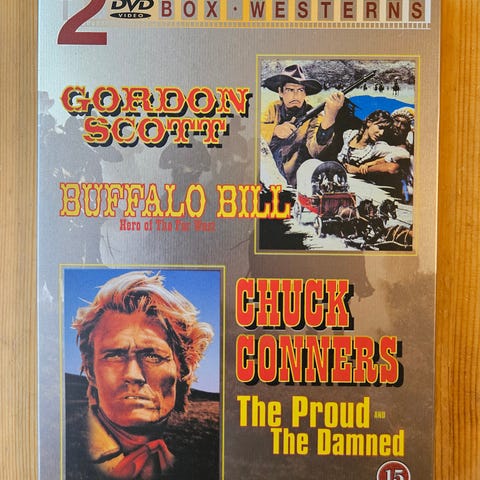 2 DVD VIDEO BOX · WESTERNS
GORDON
SCOTT
BUFFALO BILL
Hero of The Far West
CHUCK
CONNERS
The Proud AND
The Damned
15